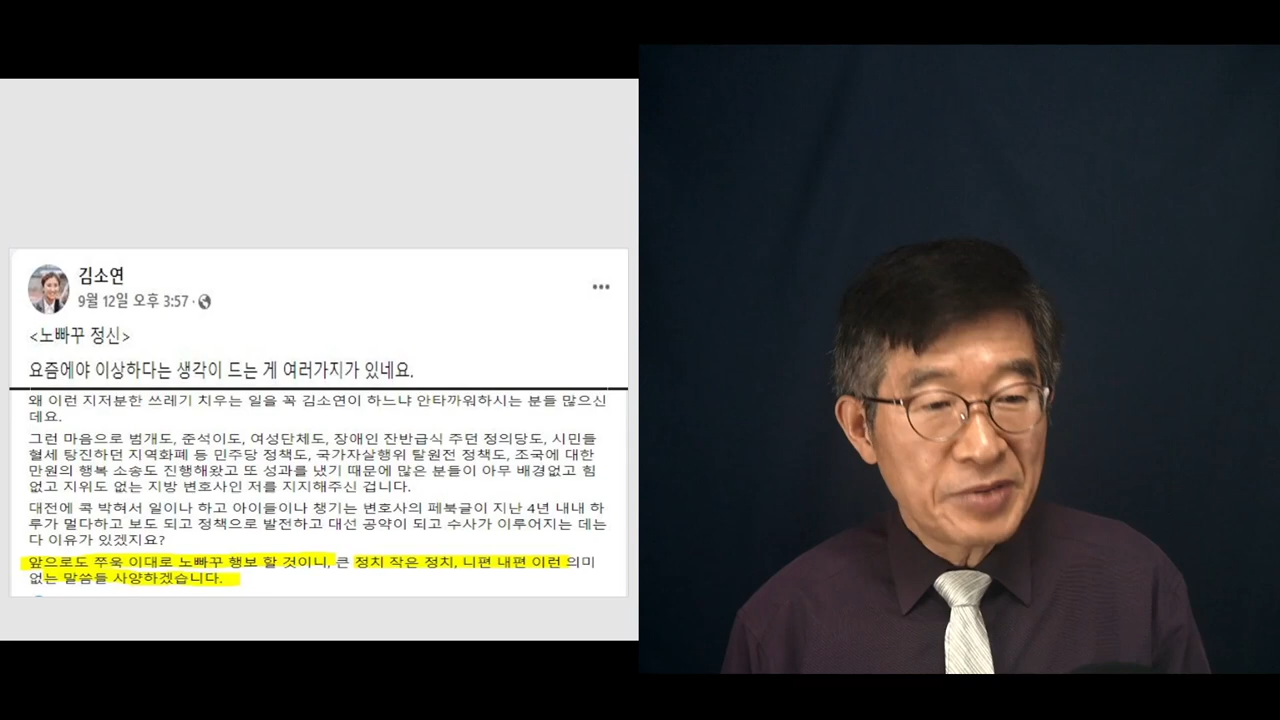 김소연
9월 12일 오후 3:57
<노빠꾸 정신>
요즘에야 이상하다는 생각이 드는 게 여러가지가 있네요.
왜 이런 지저분한 쓰레기 치우는 일을 꼭 김소연이 하느냐 안타까워하시는 분들 많으신
데요.
그런 마음으로 범개도, 준석이도, 여성단체도, 장애인 잔반급식 주던 정의당도, 시민들
혈세 탕진하던 지역화폐 등 민주당 정책도, 국가자살행위 탈원전 정책도, 조국에 대한
만원의 행복 소송도 진행해왔고 또 성과를 냈기 때문에 많은 분들이 아무 배경없고 힘
없고 지위도 없는 지방 변호사인 저를 지지해주신 겁니다.
대전에 콕 박혀서 일이나 하고 아이들이나 챙기는 변호사의 페북글이 지난 4년 내내 하
루가 멀다하고 보도 되고 정책으로 발전하고 대선 공약이 되고 수사가 이루어지는 데는
다 이유가 있겠지요?
앞으로도 쭈욱 이대로 노빠꾸 행보 할 것이니, 큰 정치 작은 정치, 니편 내편 이런 의미
없는 말씀들 사양하겠습니다.